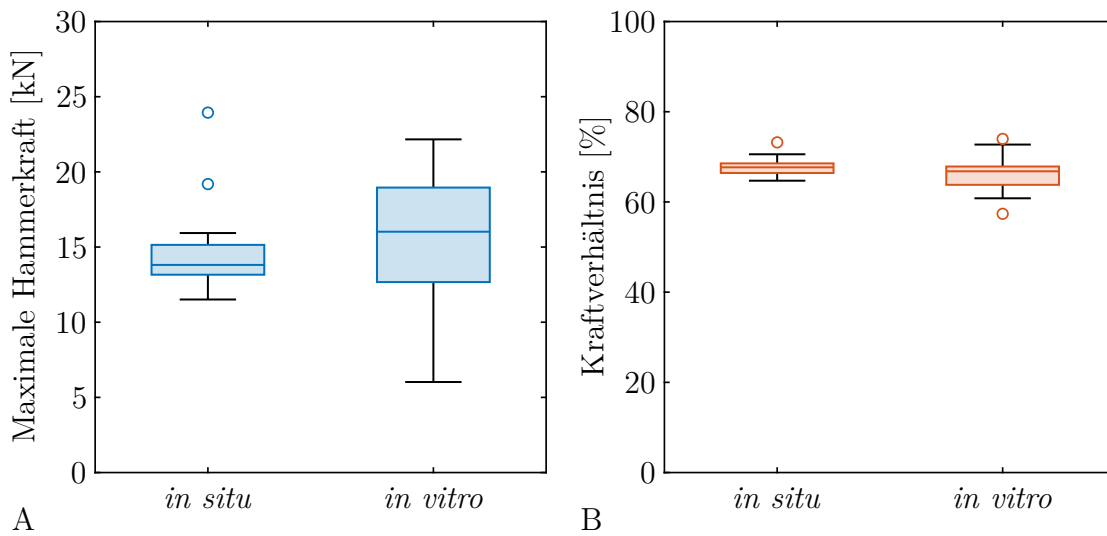 Maximale Hammerkraft [kN]
30
25
20
15
10
5
0
in situ
in vitro
A
Kraftverhältnis [%]
100
80
60
40
20
0
in situ
in vitro
B